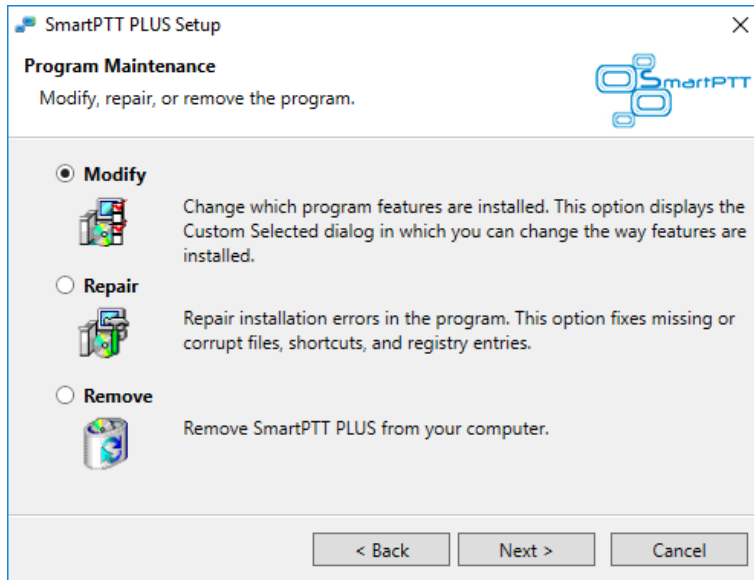 SmartPTT PLUS Setup
Program Maintenance
Modify, repair, or remove the program.
SmartPTT
Modify
Change which program features are installed. This option displays the
Custom Selected dialog in which you can change the way features are
installed.
Repair
Repair installation errors in the program. This option fixes missing or
corrupt files, shortcuts, and registry entries.
Remove
Remove SmartPTT PLUS from your computer.
< Back
Next >
Cancel